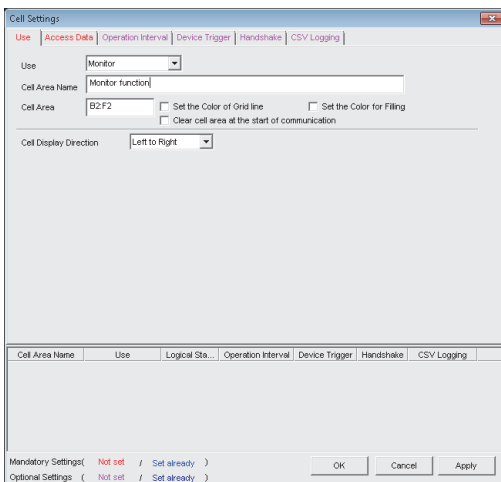 Cell Settings
Use Access Data Operation Interval Device Trigger Handshake CSV Logging
Use Monitor
Cell Area Name Monitor function
Cell Area B2:F2 Set the Color of Grid line Set the Color for Filling
Clear cell area at the start of communication
Cell Display Direction Left to Right
Cell Area Name Use Logical Sta... Operation Interval Device Trigger Handshake CSV Logging
Mandatory Settings( Not set / Set already )
OK Cancel Apply
Optional Settings ( Not set / Set already )